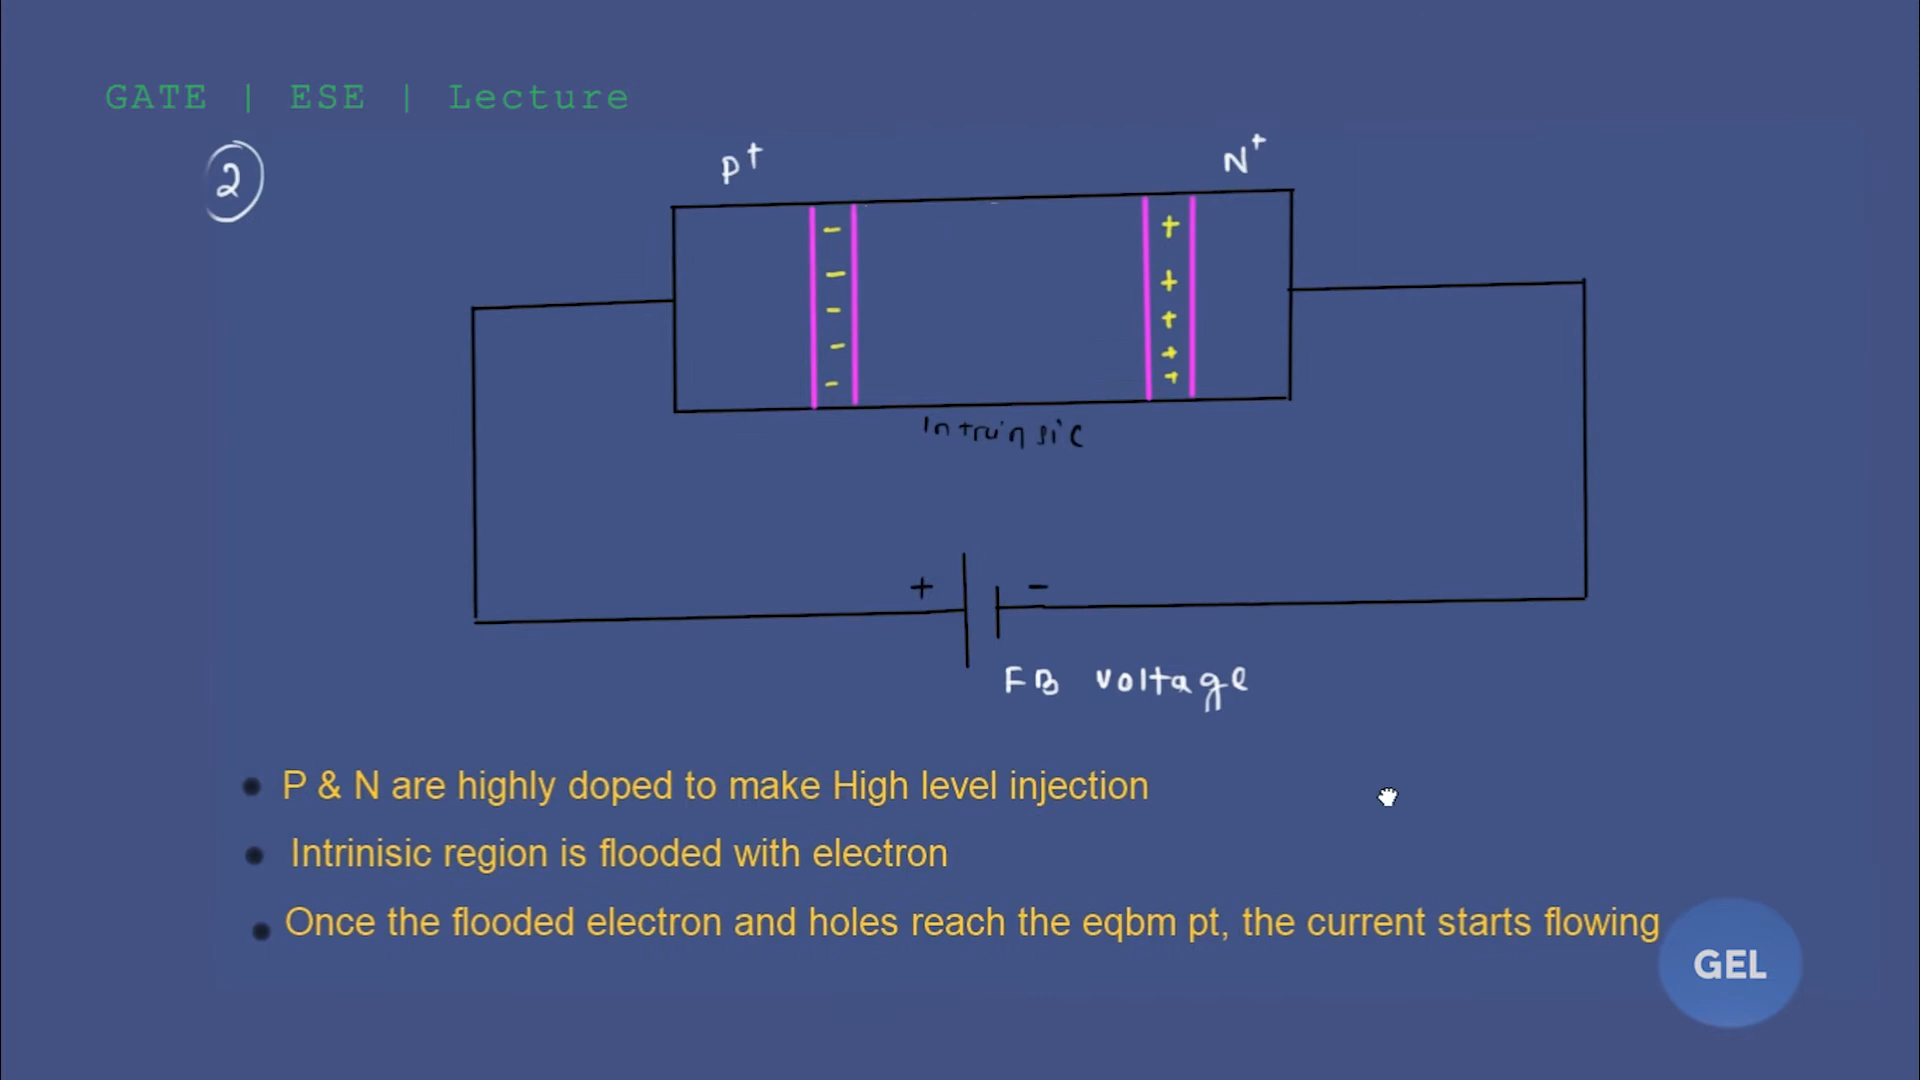 GATE | ESE | Lecture
2
P+ N+
- +
- +
- +
- +
- +
Intrinsic
+ -
FB voltage
P & N are highly doped to make High level injection
Intrinisic region is flooded with electron
Once the flooded electron and holes reach the eqbm pt, the current starts flowing
GEL